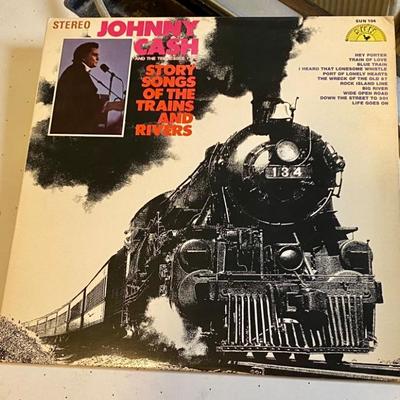 STEREO
JOHNNY
CASH
AND THE TENNESSEE TWO
STORY
SONGS
OF THE
TRAINS
AND
RIVERS
SUN 104
SUN
HEY PORTER
TRAIN OF LOVE
BLUE TRAIN
I HEARD THAT LONESOME WHISTLE
PORT OF LONELY HEARTS
THE WRECK OF THE OLD 97
ROCK ISLAND LINE
BIG RIVER
WIDE OPEN ROAD
DOWN THE STREET TO 301
LIFE GOES ON
134